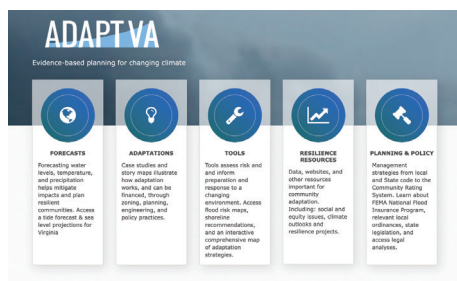 ADAPT VA
Evidence-based planning for changing climate
FORECASTS
Forecasting water
levels, temperature,
and precipitation
helps mitigate
impacts and plan
resilient
communities. Access
a tide forecast & sea
level projections for
Virginia
ADAPTATIONS
Case studies and
story maps illustrate
how adaptation
works, and can be
financed, through
zoning, planning,
engineering, and
policy practices.
TOOLS
Tools assess risk and
and inform
preparation and
response to a
changing
environment. Access
flood risk maps,
shoreline
recommendations,
and an interactive
comprehensive map
of adaptation
strategies.
RESILIENCE
RESOURCES
Data, websites, and
other resources
important for
community
adaptation.
Including: social and
equity issues, climate
outlooks and
resilience projects.
PLANNING & POLICY
Management
strategies from local
and State code to the
Community Rating
System. Learn about
FEMA National Flood
Insurance Program,
relevant local
ordinances, state
legislation, and
access legal
analyses.